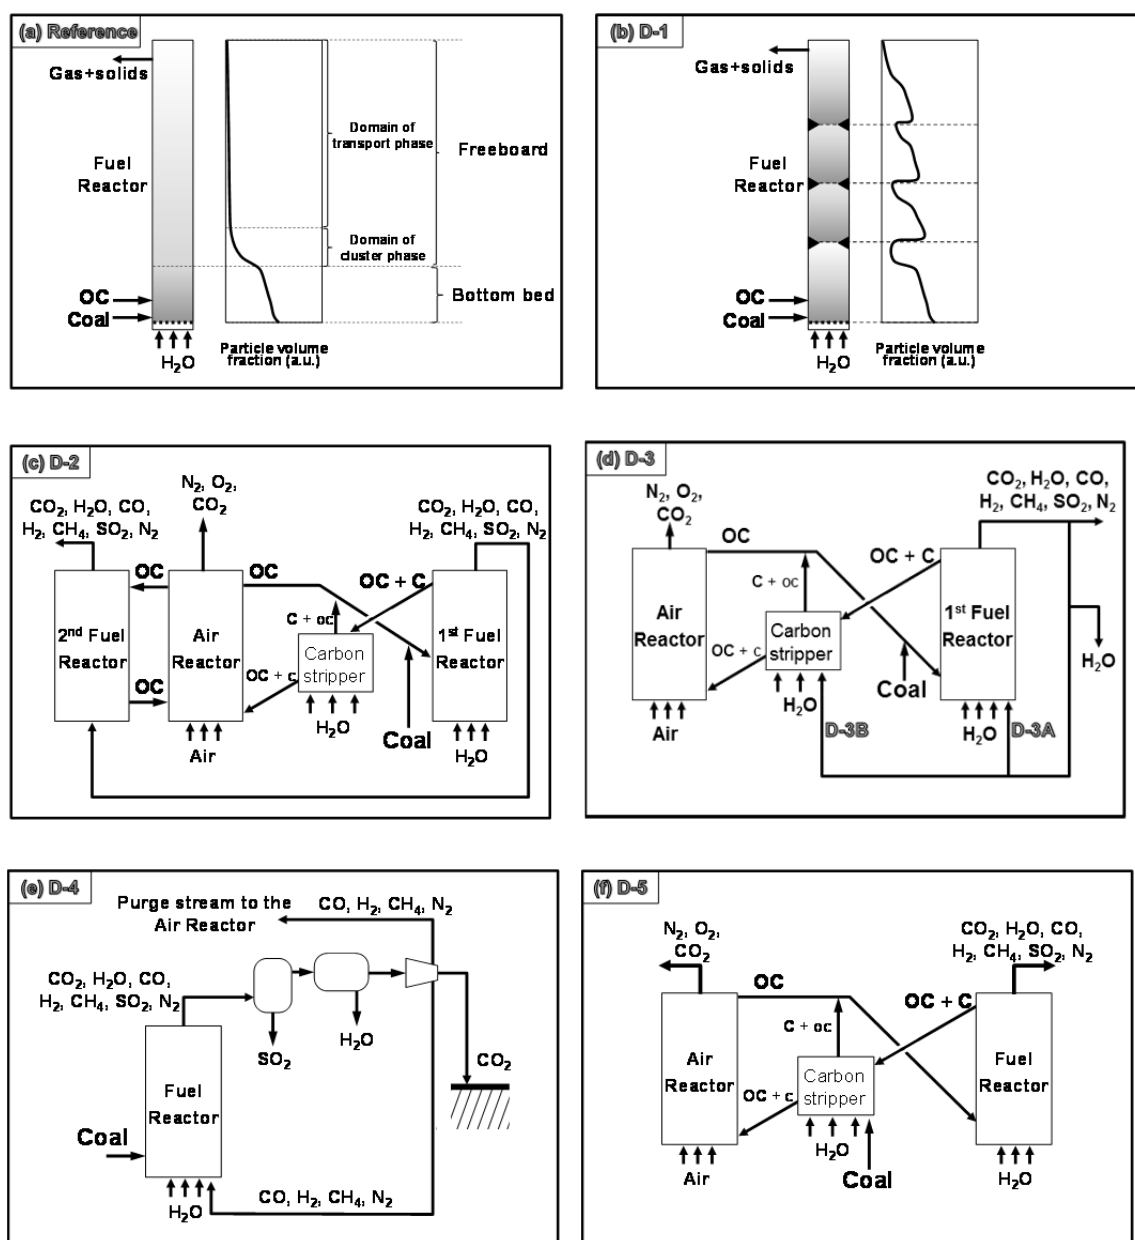 (a) Reference
Gas+solids
Fuel
Reactor
OC
Coal
H₂O
Domain of
transport phase
Freeboard
Domain of
cluster phase
Bottom bed
Particle volume
fraction (a.u.)
(b) D-1
Gas+solids
Fuel
Reactor
OC
Coal
H₂O
Particle volume
fraction (a.u.)
(c) D-2
CO₂, H₂O, CO,
H₂, CH₄, SO₂, N₂
N₂, O₂,
CO₂
CO₂, H₂O, CO,
H₂, CH₄, SO₂, N₂
OC
OC
OC + C
C + oc
2nd Fuel
Reactor
Air
Reactor
Carbon
stripper
1st Fuel
Reactor
OC
OC + c
H₂O
Coal
Air
H₂O
(d) D-3
N₂, O₂,
CO₂
CO₂, H₂O, CO,
H₂, CH₄, SO₂, N₂
OC
OC + C
C + oc
Air
Reactor
Carbon
stripper
1st Fuel
Reactor
OC + c
H₂O
Coal
H₂O
Air
H₂O
D-3B
D-3A
(e) D-4
Purge stream to the
Air Reactor
CO, H₂, CH₄, N₂
CO₂, H₂O, CO,
H₂, CH₄, SO₂, N₂
SO₂
H₂O
CO₂
Fuel
Reactor
Coal
H₂O
CO, H₂, CH₄, N₂
(f) D-5
N₂, O₂,
CO₂
CO₂, H₂O, CO,
H₂, CH₄, SO₂, N₂
OC
OC + C
C + oc
Air
Reactor
Carbon
stripper
Fuel
Reactor
OC + c
H₂O
Coal
Air
H₂O